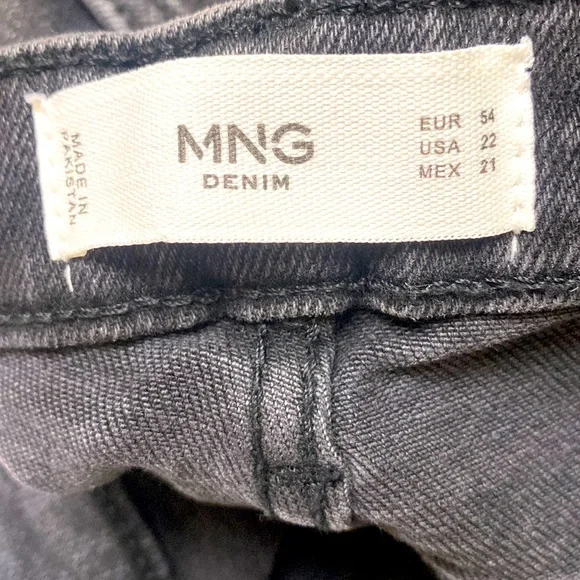 MADE IN
PAKISTAN
MNG
DENIM
EUR 54
USA 22
MEX 21